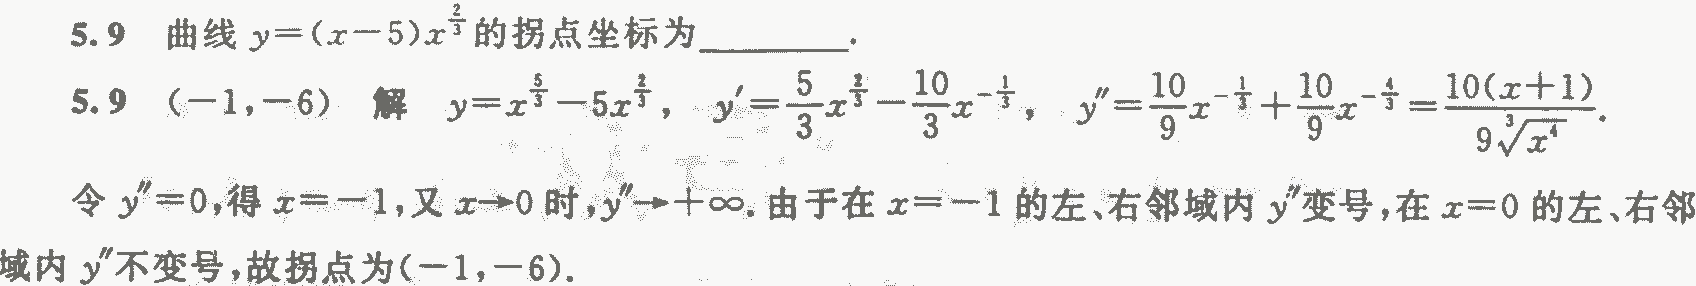 5.9 曲线 $y=(x-5)x^{\frac{2}{3}}$ 的拐点坐标为________.
5.9 (-1,-6) 解 $y=x^{\frac{5}{3}}-5x^{\frac{2}{3}}$, $y'=\frac{5}{3}x^{\frac{2}{3}}-\frac{10}{3}x^{-\frac{1}{3}}$, $y''=\frac{10}{9}x^{-\frac{1}{3}}+\frac{10}{9}x^{-\frac{4}{3}}=\frac{10(x+1)}{9\sqrt[3]{x^4}}$.
令 $y''=0$,得 $x=-1$,又 $x\to0$ 时,$y''\to+\infty$.由于在 $x=-1$ 的左、右邻域内 $y''$变号,在 $x=0$ 的左、右邻
域内 $y''$不变号,故拐点为(-1,-6).